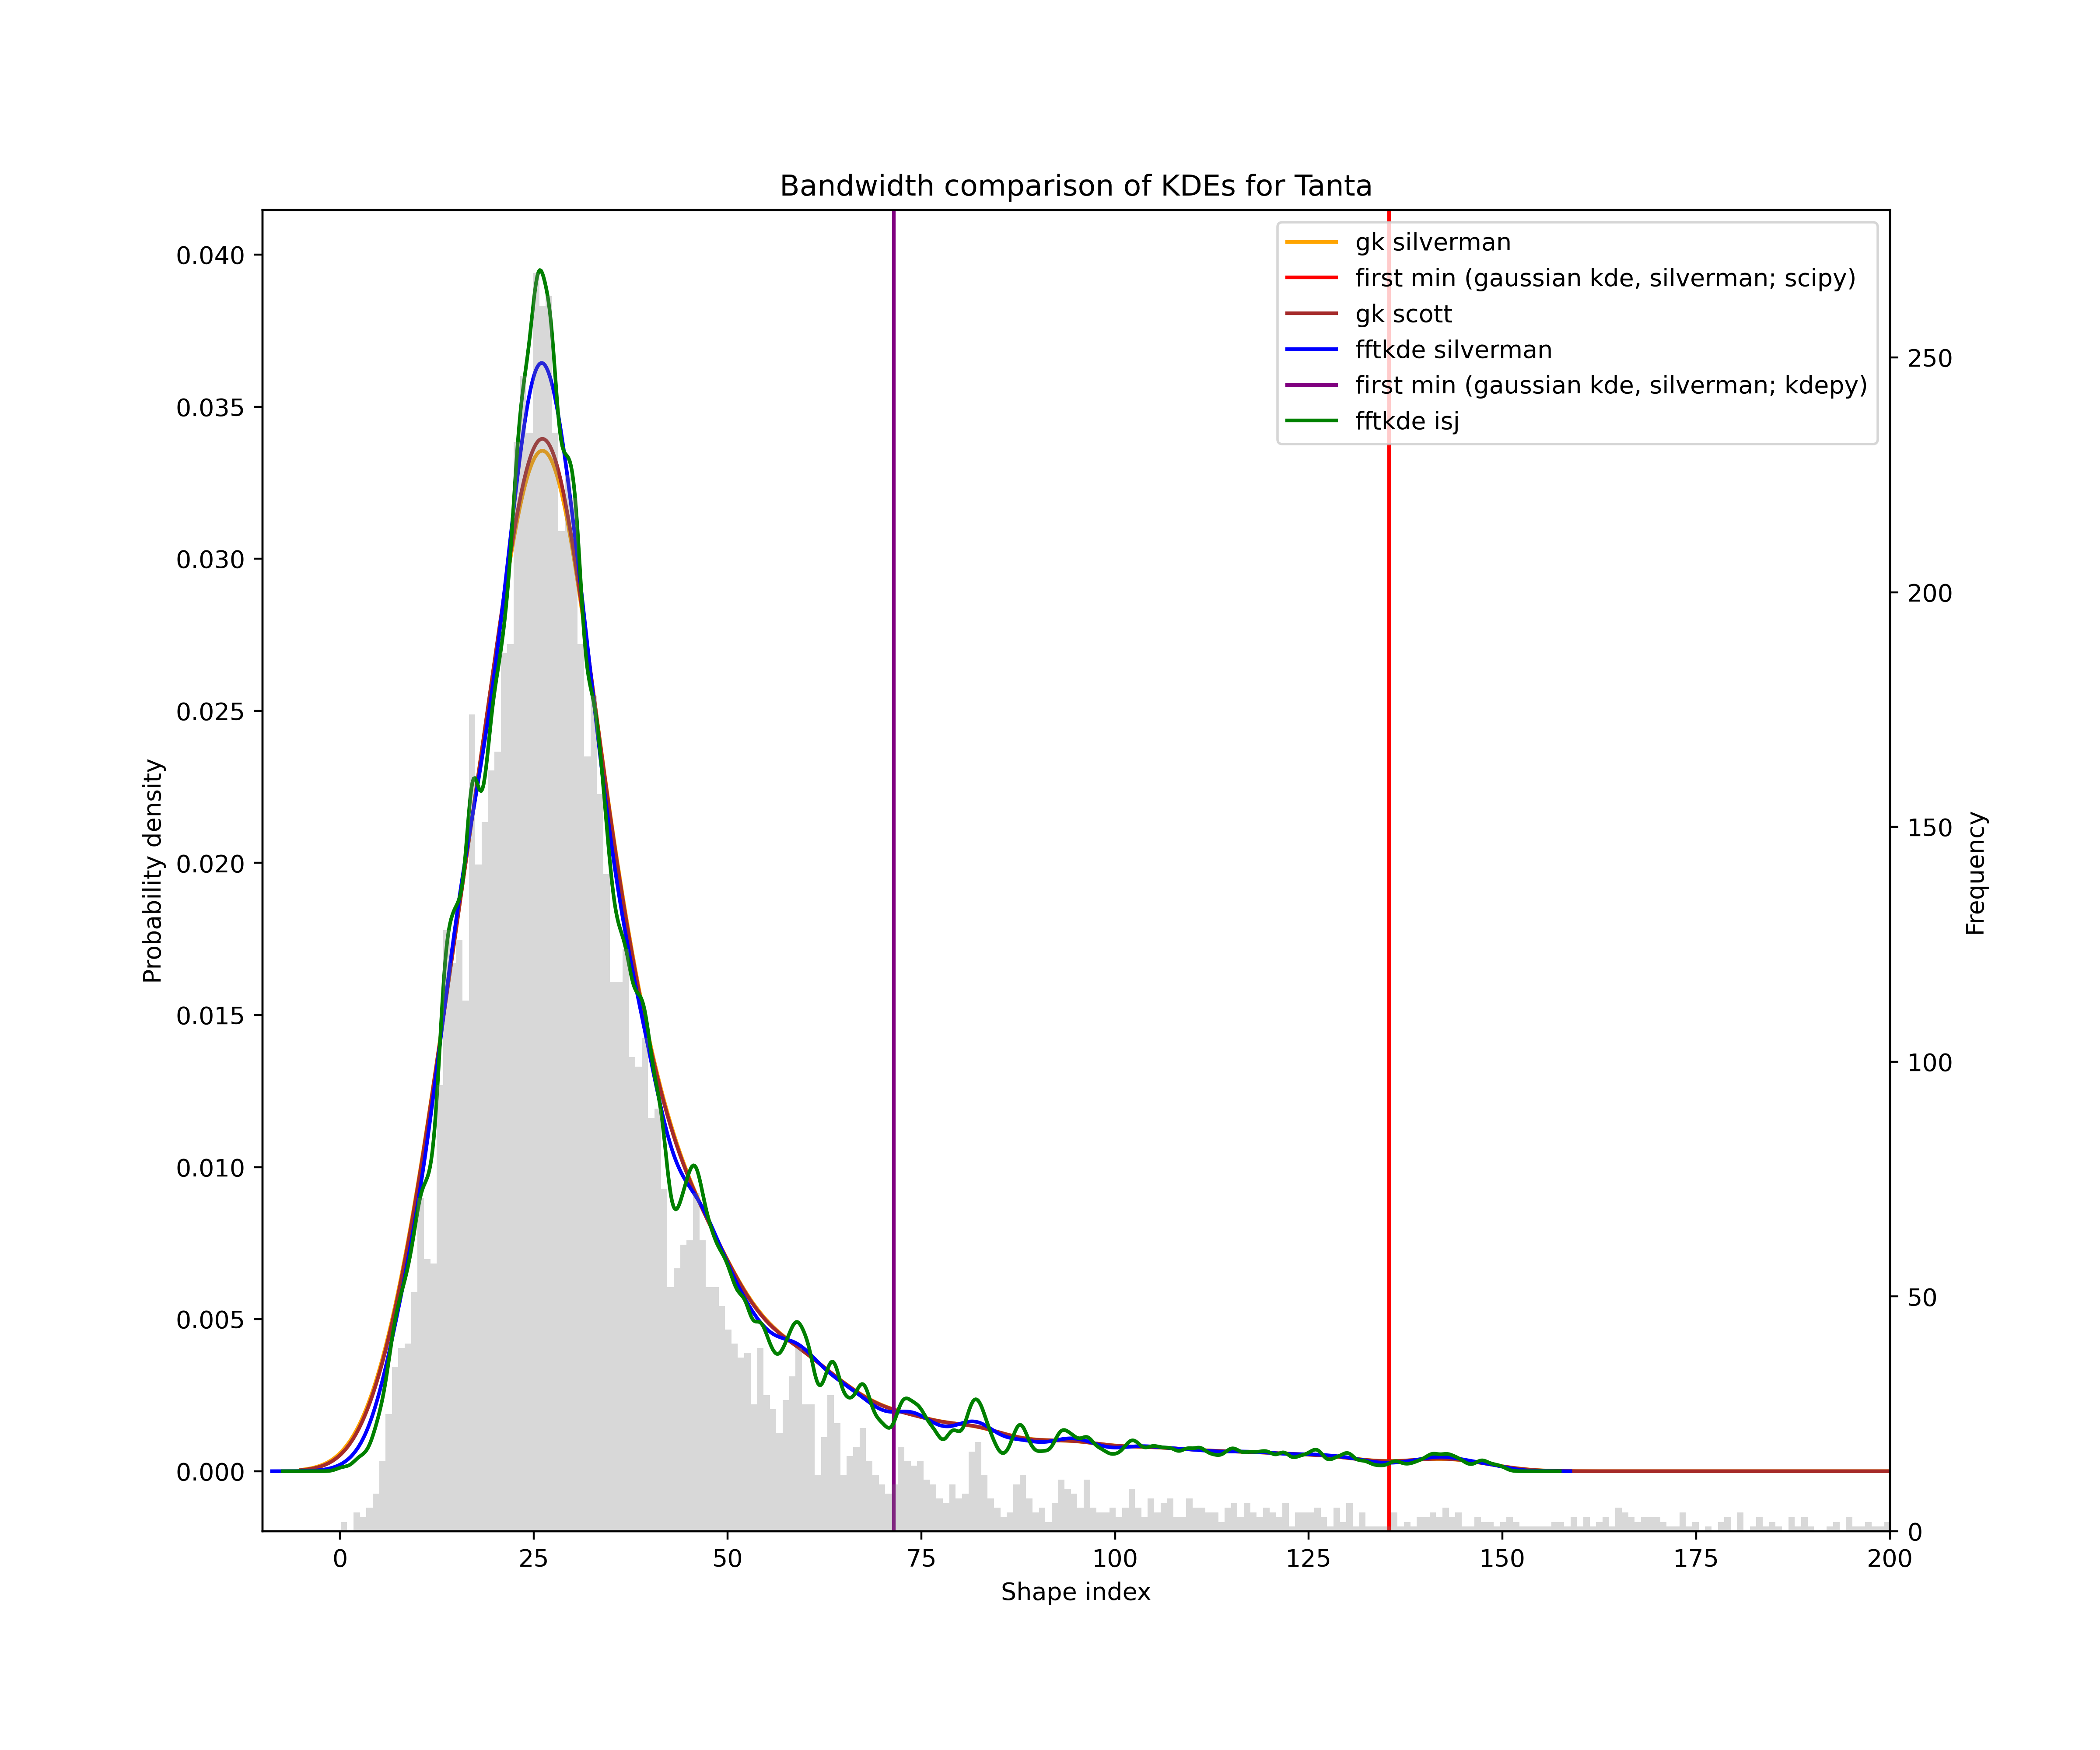 Bandwidth comparison of KDEs for Tanta
gk silverman
first min (gaussian kde, silverman; scipy)
gk scott
fftkde silverman
first min (gaussian kde, silverman; kdepy)
fftkde isj
0.040
0.035
0.030
0.025
0.020
0.015
0.010
0.005
0.000
Probability density
250
200
150
100
50
0
Frequency
0 25 50 75 100 125 150 175 200
Shape index